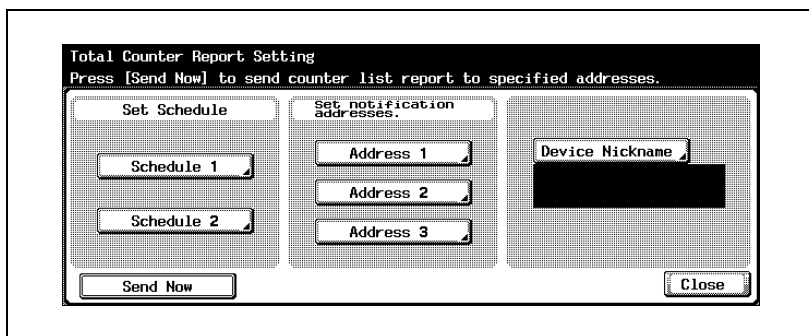 Total Counter Report Setting
Press [Send Now] to send counter list report to specified addresses.
Set Schedule
Schedule 1
Schedule 2
Set notification
addresses.
Address 1
Address 2
Address 3
Device Nickname
Send Now
Close